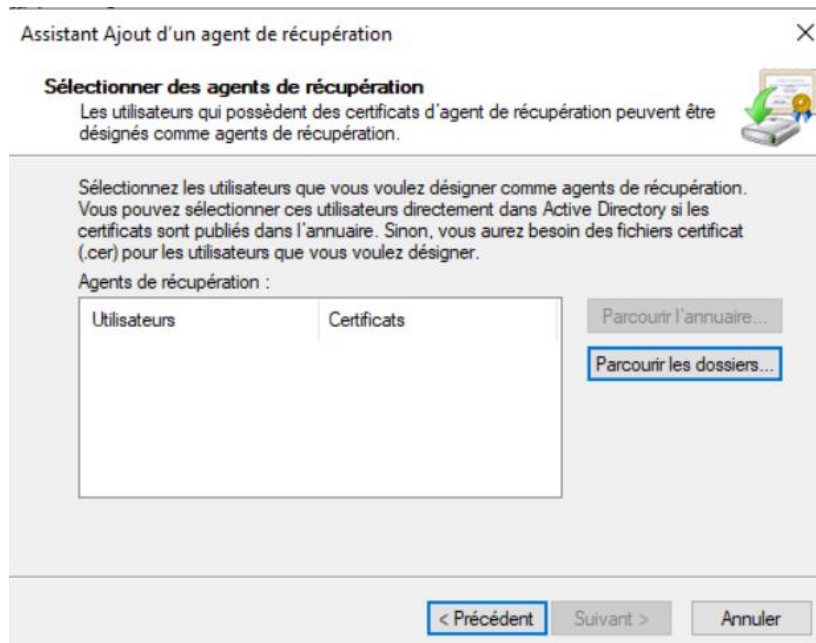 Assistant Ajout d'un agent de récupération
Sélectionner des agents de récupération
Les utilisateurs qui possèdent des certificats d'agent de récupération peuvent être
désignés comme agents de récupération.
Sélectionnez les utilisateurs que vous voulez désigner comme agents de récupération.
Vous pouvez sélectionner ces utilisateurs directement dans Active Directory si les
certificats sont publiés dans l'annuaire. Sinon, vous aurez besoin des fichiers certificat
(.cer) pour les utilisateurs que vous voulez désigner.
Agents de récupération :
Utilisateurs Certificats
Parcourir l'annuaire...
Parcourir les dossiers...
< Précédent Suivant > Annuler